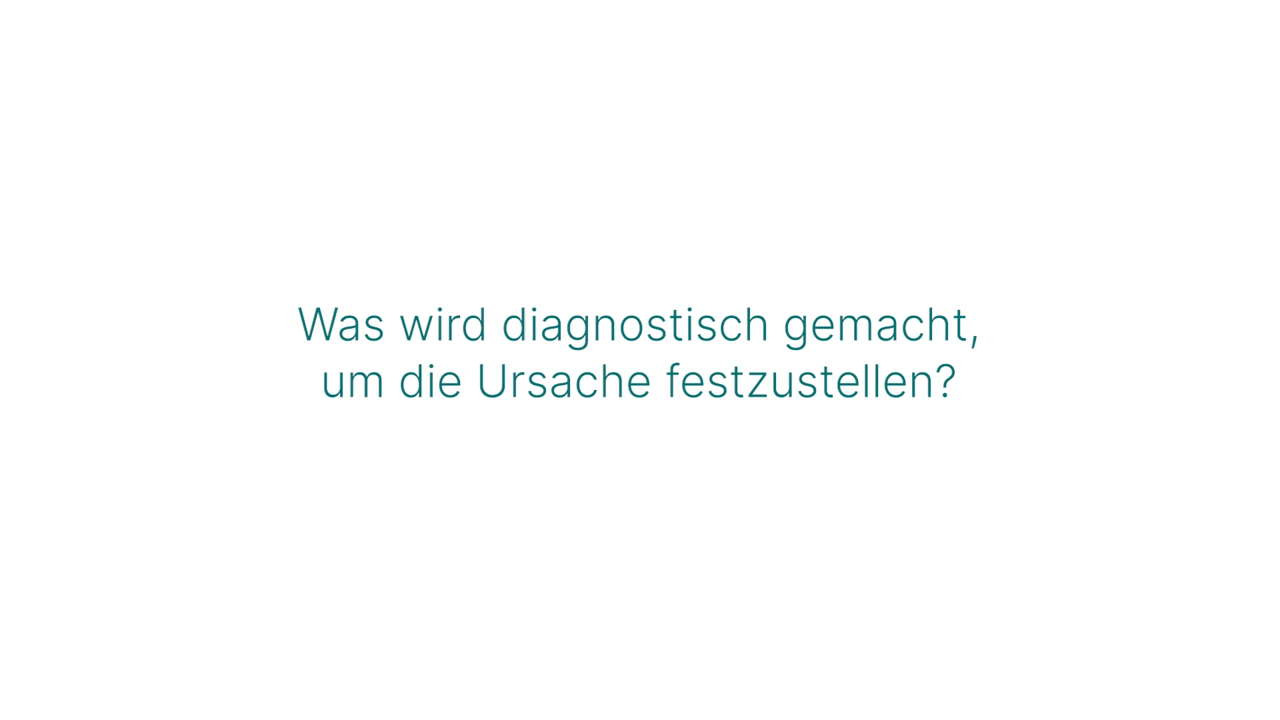 Was wird diagnostisch gemacht,
um die Ursache festzustellen?